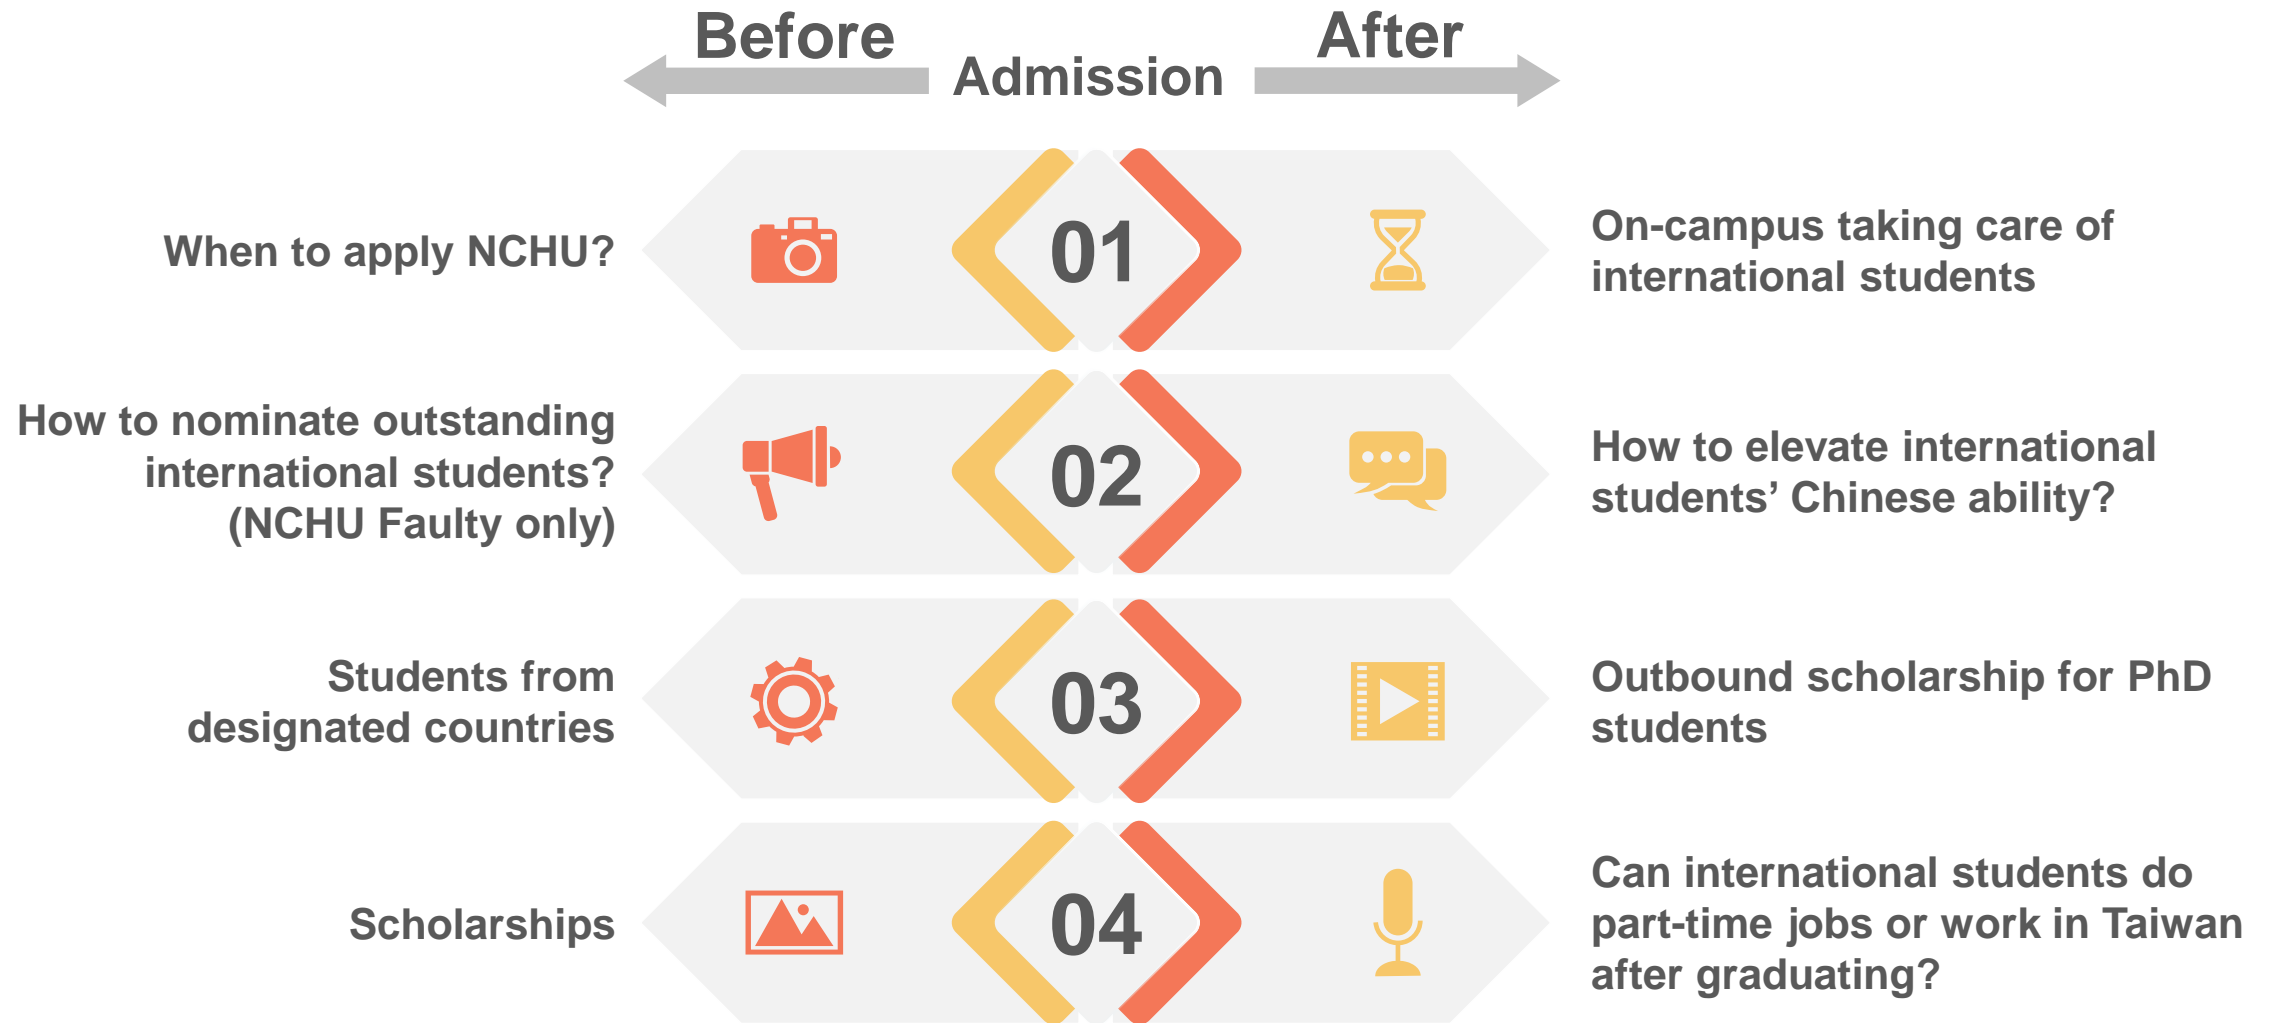 Before
Admission
After
When to apply NCHU?
01
On-campus taking care of
international students
How to nominate outstanding
international students?
(NCHU Faulty only)
02
How to elevate international
students’ Chinese ability?
Students from
designated countries
03
Outbound scholarship for PhD
students
Scholarships
04
Can international students do
part-time jobs or work in Taiwan
after graduating?